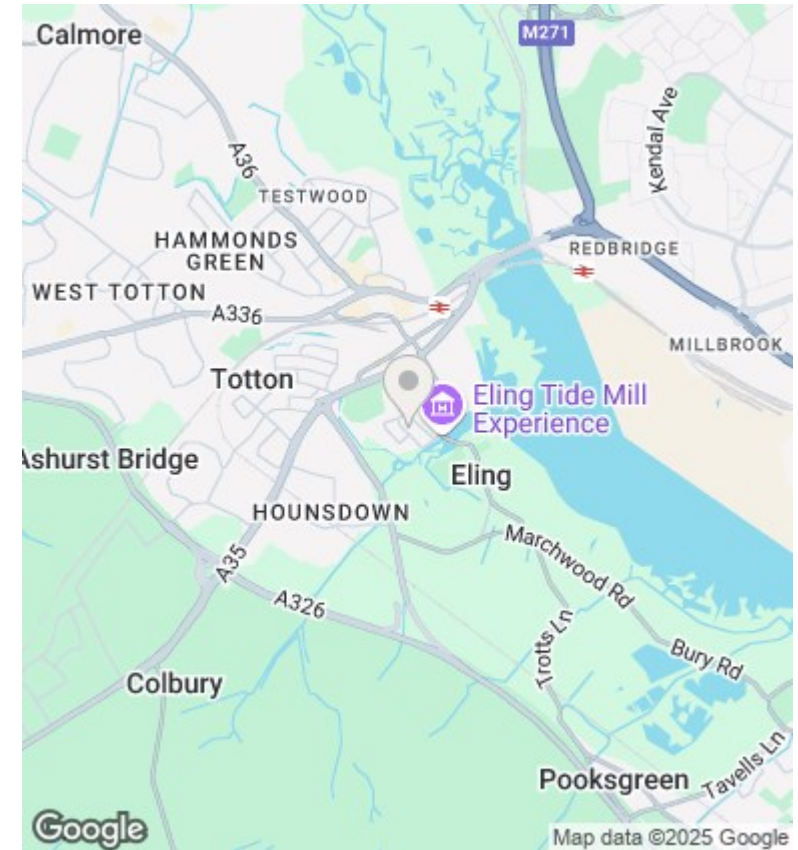 Calmore
M271
Kendal Ave
A36
TESTWOOD
HAMMONDS
GREEN
REDBRIDGE
WEST TOTTON
A336
MILLBROOK
Totton
Eling Tide Mill
Experience
Ashurst Bridge
Eling
HOUNSDOWN
A35
Marchwood Rd
A326
Trotts Ln
Bury Rd
Colbury
Pooksgreen
Tavells Ln
Google
Map data ©2025 Google